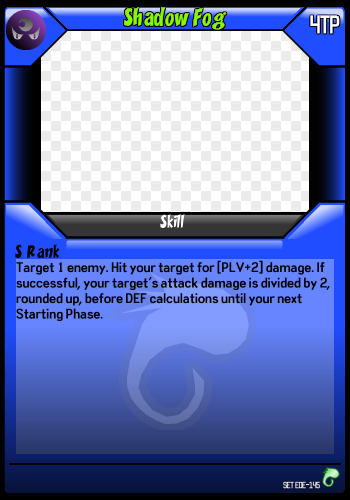 Shadow Fog
4TP
Skill
S Rank
Target 1 enemy. Hit your target for [PLV+2] damage. If
successful, your target's attack damage is divided by 2,
rounded up, before DEF calculations until your next
Starting Phase.
SET EDE-145